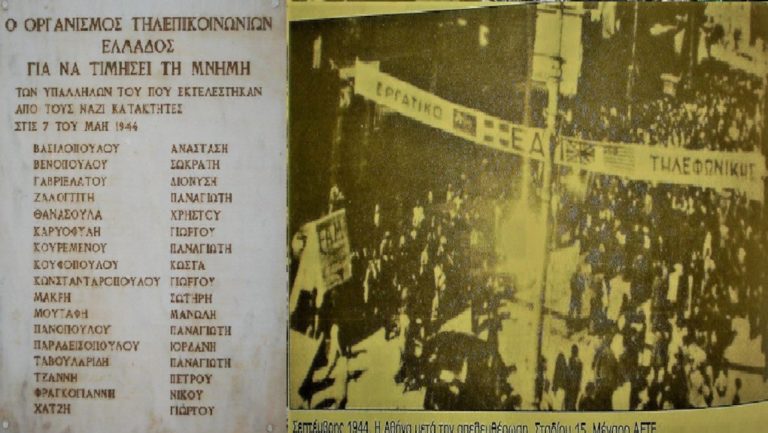 Ο ΟΡΓΑΝΙΣΜΟΣ ΤΗΛΕΠΙΚΟΙΝΩΝΙΩΝ
ΕΛΛΑΔΟΣ
ΓΙΑ ΝΑ ΤΙΜΗΣΕΙ ΤΗ ΜΝΗΜΗ
ΤΩΝ ΥΠΑΛΛΗΛΩΝ ΤΟΥ ΠΟΥ ΕΚΤΕΛΕΣΤΗΚΑΝ
ΑΠΟ ΤΟΥΣ ΝΑΖΙ ΚΑΤΑΚΤΗΤΕΣ
ΣΤΙΣ 7 ΤΟΥ ΜΑΗ 1944
ΒΑΣΙΛΟΠΟΥΛΟΥ ΑΝΑΣΤΑΣΗ
ΒΕΝΟΠΟΥΛΟΥ ΣΩΚΡΑΤΗ
ΓΑΒΡΙΕΛΑΤΟΥ ΔΙΟΝΥΣΗ
ΖΑΛΟΓΓΙΤΗ ΠΑΝΑΓΙΩΤΗ
ΘΑΝΑΣΟΥΛΑ ΧΡΗΣΤΟΥ
ΚΑΡΥΟΦΥΛΗ ΓΙΩΡΓΟΥ
ΚΟΥΡΕΜΕΝΟΥ ΠΑΝΑΓΙΩΤΗ
ΚΟΥΦΟΠΟΥΛΟΥ ΚΩΣΤΑ
ΚΩΝΣΤΑΝΤΑΡΟΠΟΥΛΟΥ ΓΙΩΡΓΟΥ
ΜΑΚΡΗ ΣΩΤΗΡΗ
ΜΟΥΤΑΦΗ ΜΑΝΩΛΗ
ΠΑΝΟΠΟΥΛΟΥ ΠΑΝΑΓΙΩΤΗ
ΠΑΡΑΔΕΙΣΟΠΟΥΛΟΥ ΙΟΡΔΑΝΗ
ΤΑΒΟΥΛΑΡΙΔΗ ΠΑΝΑΓΙΩΤΗ
ΤΖΑΝΝΗ ΠΕΤΡΟΥ
ΦΡΑΓΚΟΓΙΑΝΝΗ ΝΙΚΟΥ
ΧΑΤΖΗ ΓΙΩΡΓΟΥ
ΕΡΓΑΤΙΚΟ ΕΑΜ ΤΗΛΕΦΩΝΙΚΗΣ
Σεπτέμβρης 1944. Η Αθήνα μετά την απελευθέρωση. Σταδίου 15, Μέγαρο ΑΕΤΕ